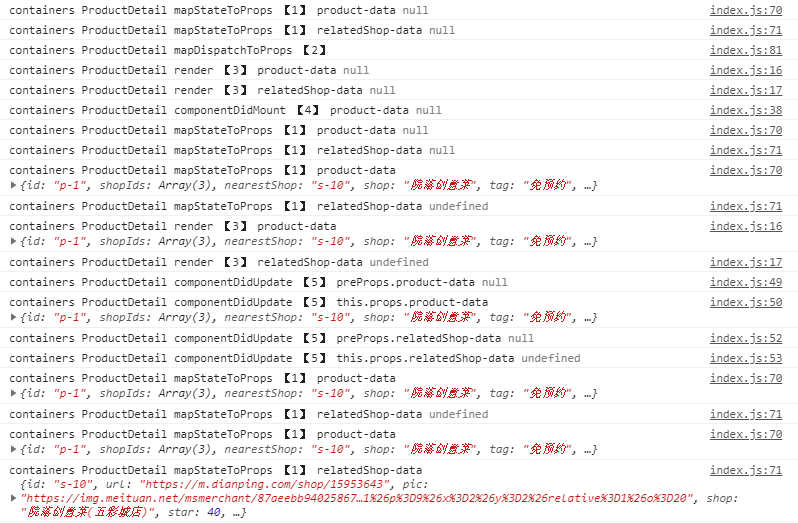 containers ProductDetail mapStateToProps 【1】 product-data null index.js:70
containers ProductDetail mapStateToProps 【1】 relatedShop-data null index.js:71
containers ProductDetail mapDispatchToProps 【2】 index.js:81
containers ProductDetail render 【3】 product-data null index.js:16
containers ProductDetail render 【3】 relatedShop-data null index.js:17
containers ProductDetail componentDidMount 【4】 product-data null index.js:38
containers ProductDetail mapStateToProps 【1】 product-data null index.js:70
containers ProductDetail mapStateToProps 【1】 relatedShop-data null index.js:71
containers ProductDetail mapStateToProps 【1】 product-data index.js:70
{id: "p-1", shopIds: Array(3), nearestShop: "s-10", shop: "院落创意菜", tag: "免预约", …}
containers ProductDetail mapStateToProps 【1】 relatedShop-data undefined index.js:71
containers ProductDetail render 【3】 product-data index.js:16
{id: "p-1", shopIds: Array(3), nearestShop: "s-10", shop: "院落创意菜", tag: "免预约", …}
containers ProductDetail render 【3】 relatedShop-data undefined index.js:17
containers ProductDetail componentDidUpdate 【5】 preProps.product-data null index.js:49
containers ProductDetail componentDidUpdate 【5】 this.props.product-data index.js:50
{id: "p-1", shopIds: Array(3), nearestShop: "s-10", shop: "院落创意菜", tag: "免预约", …}
containers ProductDetail componentDidUpdate 【5】 preProps.relatedShop-data null index.js:52
containers ProductDetail componentDidUpdate 【5】 this.props.relatedShop-data undefined index.js:53
containers ProductDetail mapStateToProps 【1】 product-data index.js:70
{id: "p-1", shopIds: Array(3), nearestShop: "s-10", shop: "院落创意菜", tag: "免预约", …}
containers ProductDetail mapStateToProps 【1】 relatedShop-data undefined index.js:71
containers ProductDetail mapStateToProps 【1】 product-data index.js:70
{id: "p-1", shopIds: Array(3), nearestShop: "s-10", shop: "院落创意菜", tag: "免预约", …}
containers ProductDetail mapStateToProps 【1】 relatedShop-data index.js:71
{id: "s-10", url: "https://m.dianping.com/shop/15953643", pic:
"https://img.meituan.net/msmerchant/87aeebb94025867…1%26p%3D9%26x%3D2%26y%3D2%26relative%3D1%26o%3D20", shop:
"院落创意菜(五彩城店)", star: 40, …}